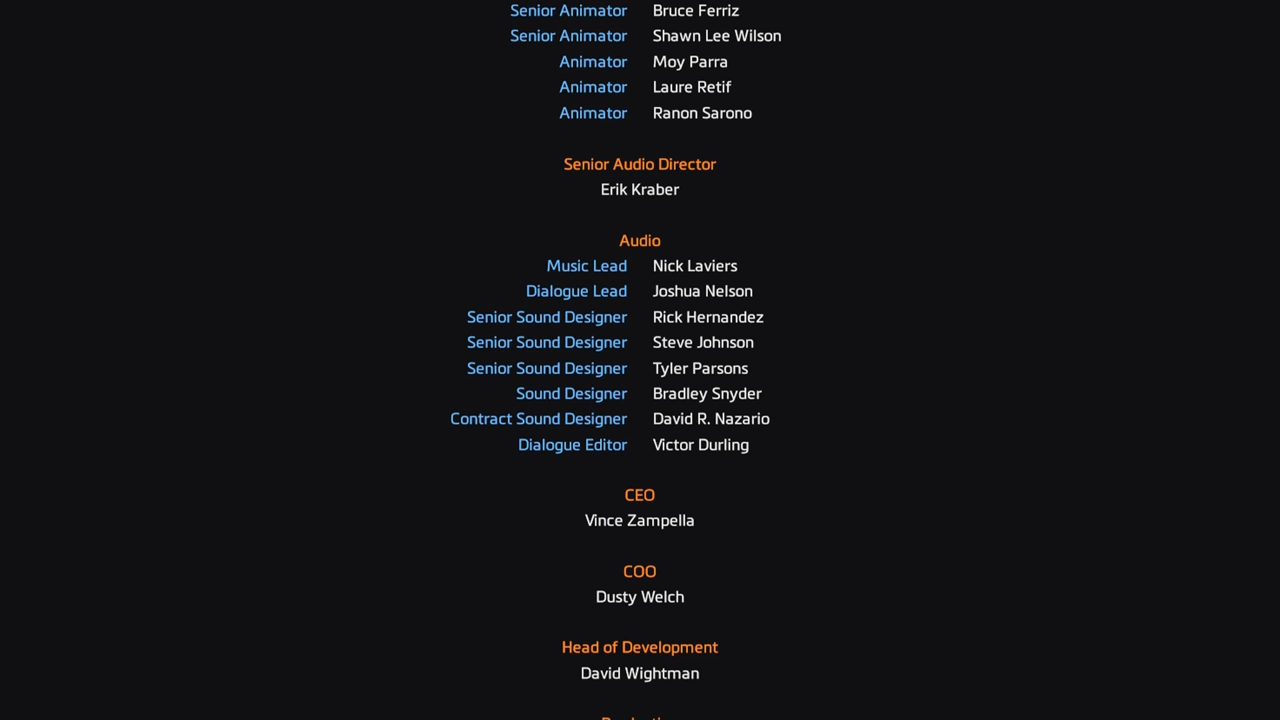 Senior Animator Bruce Ferriz
Senior Animator Shawn Lee Wilson
Animator Moy Parra
Animator Laure Retif
Animator Ranon Sarono
Senior Audio Director
Erik Kraber
Audio
Music Lead Nick Laviers
Dialogue Lead Joshua Nelson
Senior Sound Designer Rick Hernandez
Senior Sound Designer Steve Johnson
Senior Sound Designer Tyler Parsons
Sound Designer Bradley Snyder
Contract Sound Designer David R. Nazario
Dialogue Editor Victor Durling
CEO
Vince Zampella
COO
Dusty Welch
Head of Development
David Wightman